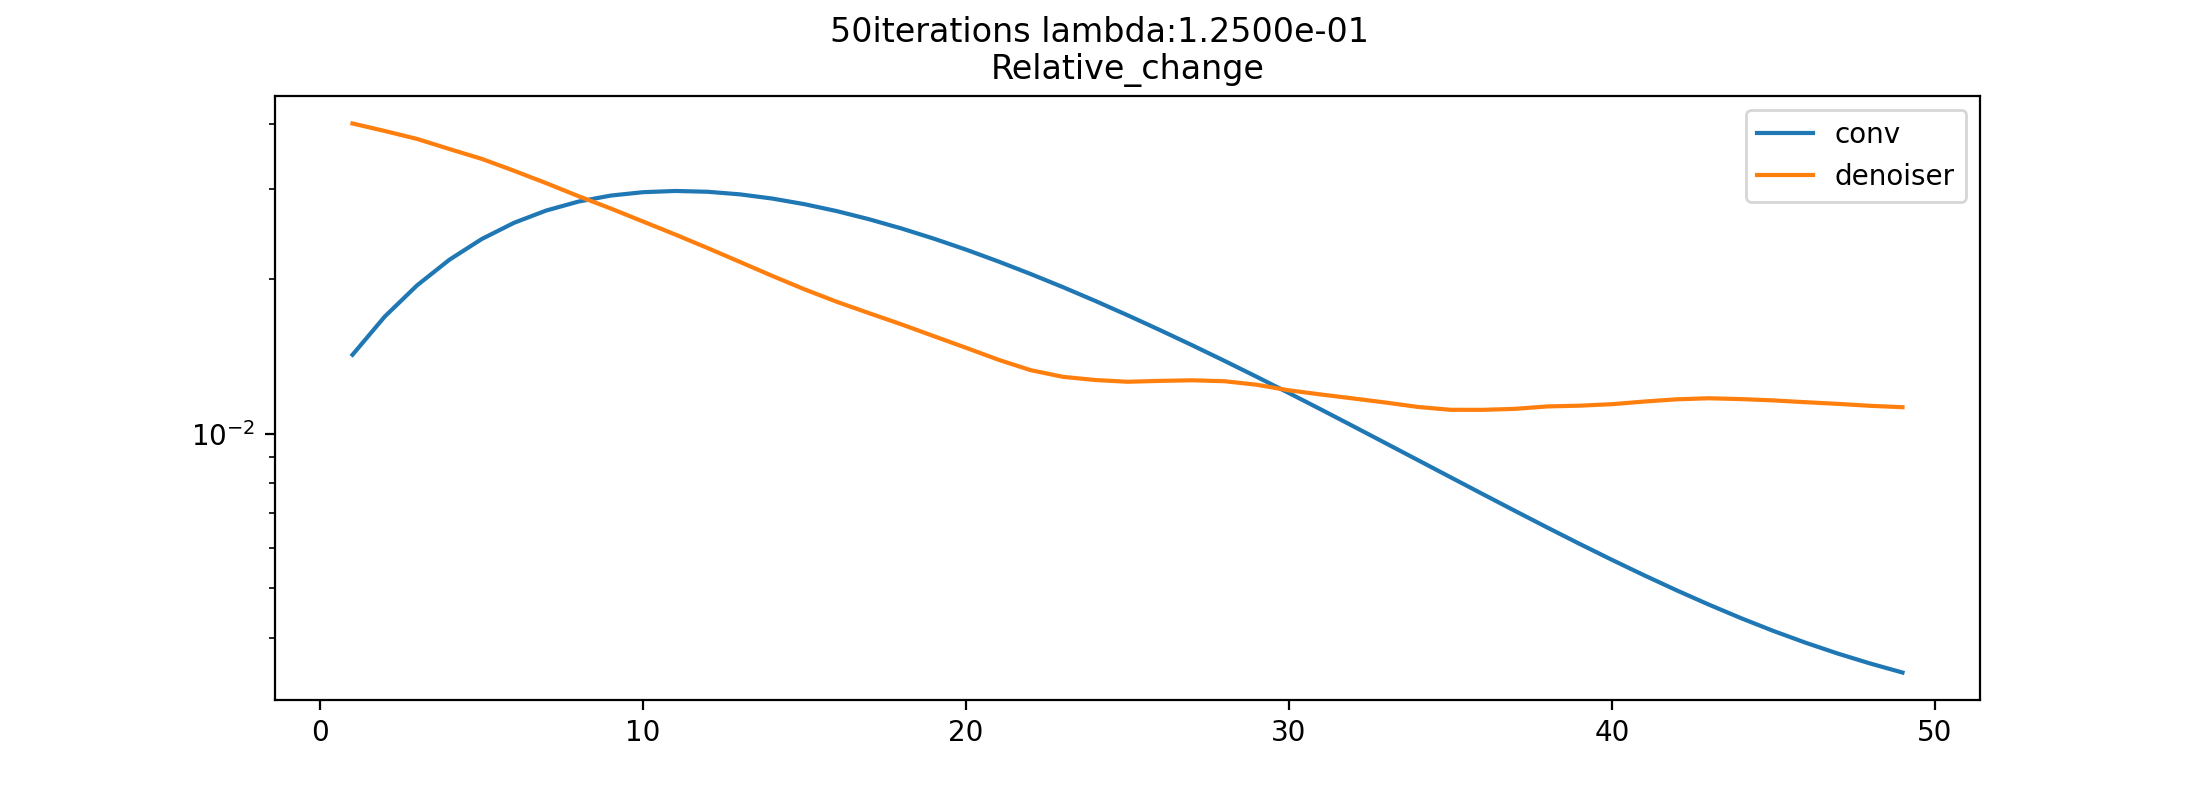 50iterations lambda:1.2500e-01
Relative_change
conv
denoiser
10⁻²
0 10 20 30 40 50